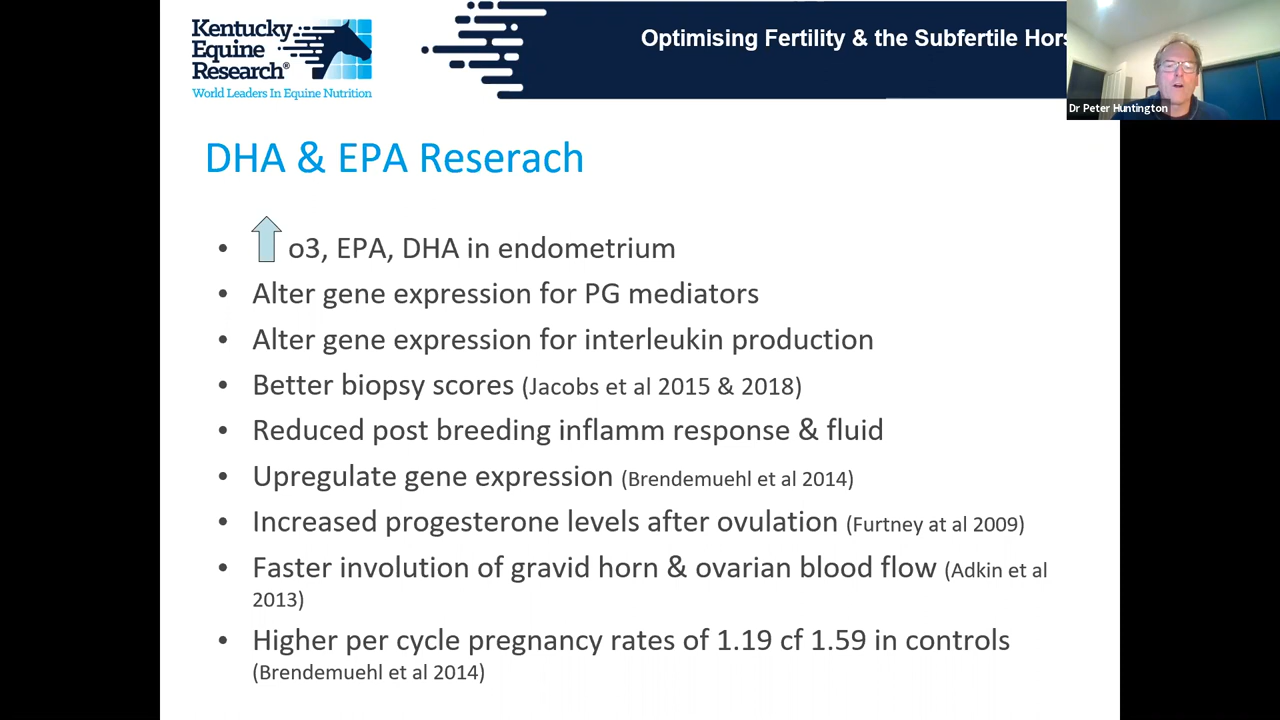 Kentucky
Equine
Research®
World Leaders In Equine Nutrition
Optimising Fertility & the Subfertile Hors
Dr Peter Huntington
DHA & EPA Reserach
• o3, EPA, DHA in endometrium
• Alter gene expression for PG mediators
• Alter gene expression for interleukin production
• Better biopsy scores (Jacobs et al 2015 & 2018)
• Reduced post breeding inflamm response & fluid
• Upregulate gene expression (Brendemuehl et al 2014)
• Increased progesterone levels after ovulation (Furtney at al 2009)
• Faster involution of gravid horn & ovarian blood flow (Adkin et al
2013)
• Higher per cycle pregnancy rates of 1.19 cf 1.59 in controls
(Brendemuehl et al 2014)